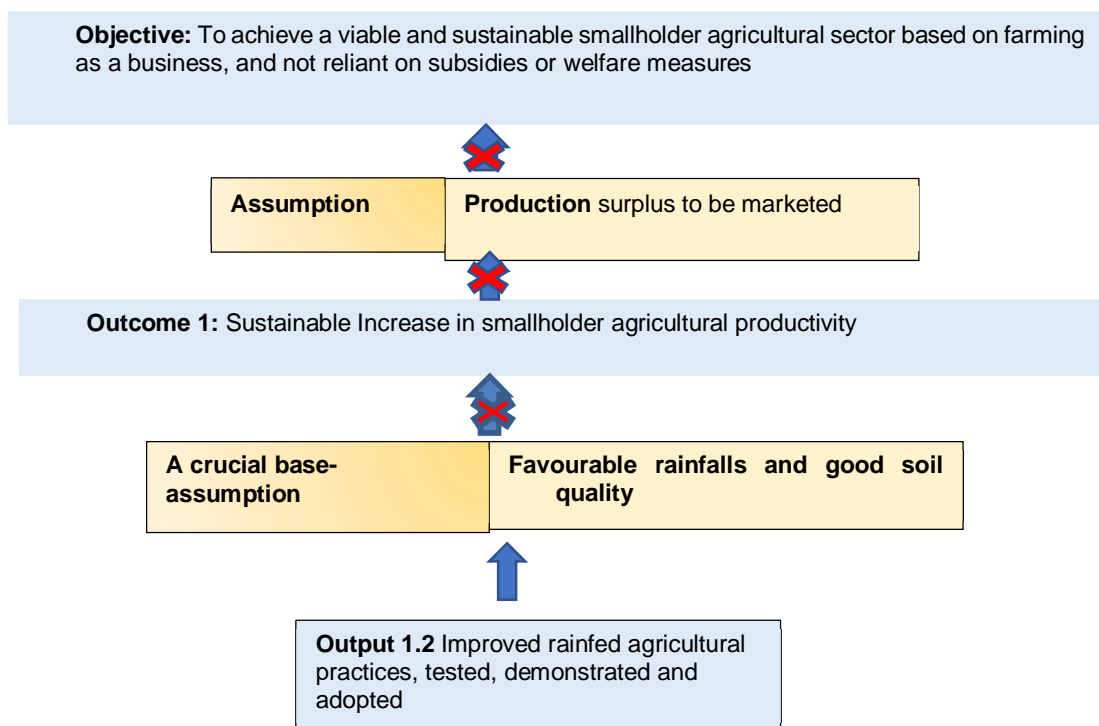 Objective: To achieve a viable and sustainable smallholder agricultural sector based on farming
as a business, and not reliant on subsidies or welfare measures
Assumption
Production surplus to be marketed
Outcome 1: Sustainable Increase in smallholder agricultural productivity
A crucial base-
assumption
Favourable rainfalls and good soil
quality
Output 1.2 Improved rainfed agricultural
practices, tested, demonstrated and
adopted